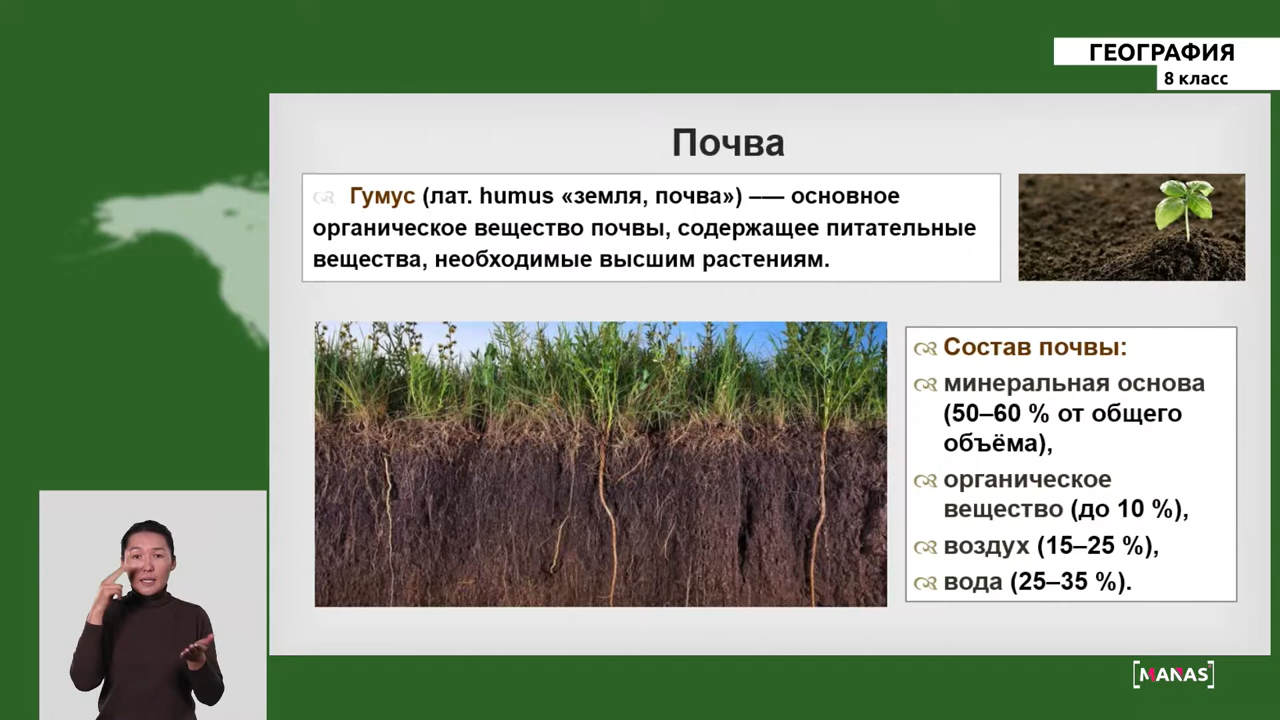 ГЕОГРАФИЯ
8 класс
Почва
Гумус (лат. humus «земля, почва») –— основное
органическое вещество почвы, содержащее питательные
вещества, необходимые высшим растениям.
Состав почвы:
минеральная основа
(50–60 % от общего
объёма),
органическое
вещество (до 10 %),
воздух (15–25 %),
вода (25–35 %).
[MANAS]